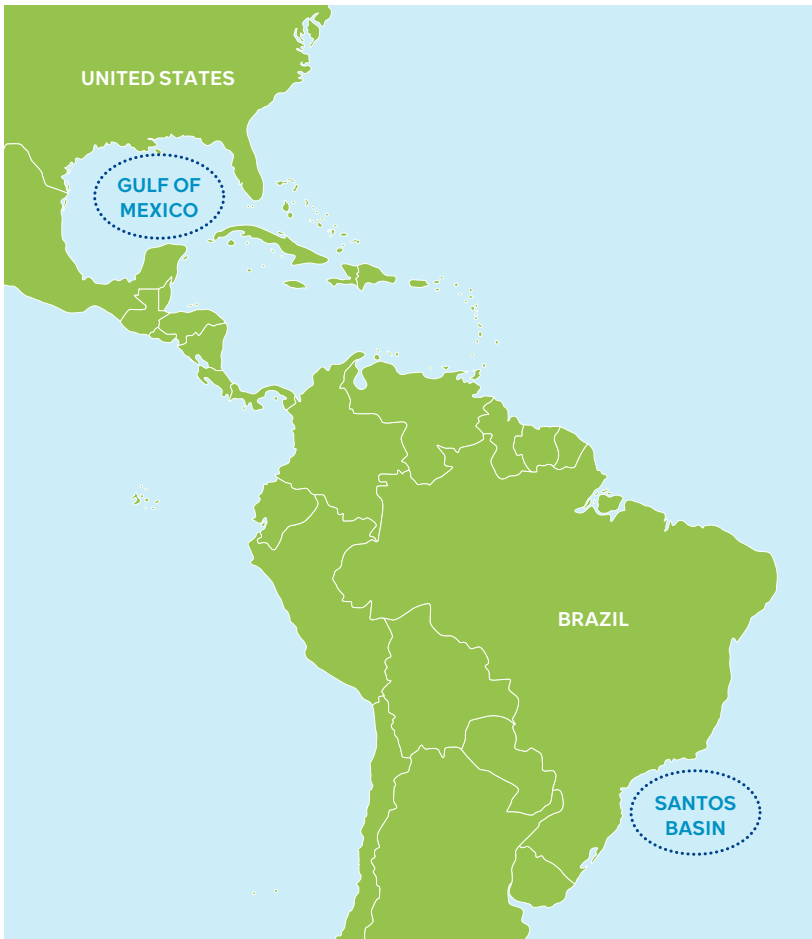 UNITED STATES
GULF OF
MEXICO
BRAZIL
SANTOS
BASIN